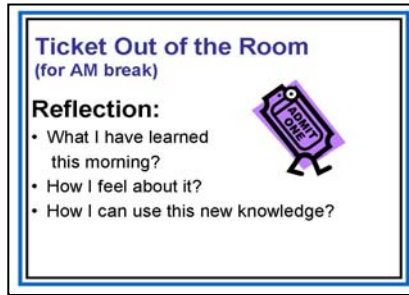 Ticket Out of the Room
(for AM break)
Reflection:
• What I have learned
this morning?
• How I feel about it?
• How I can use this new knowledge?
ADMIT
ONE